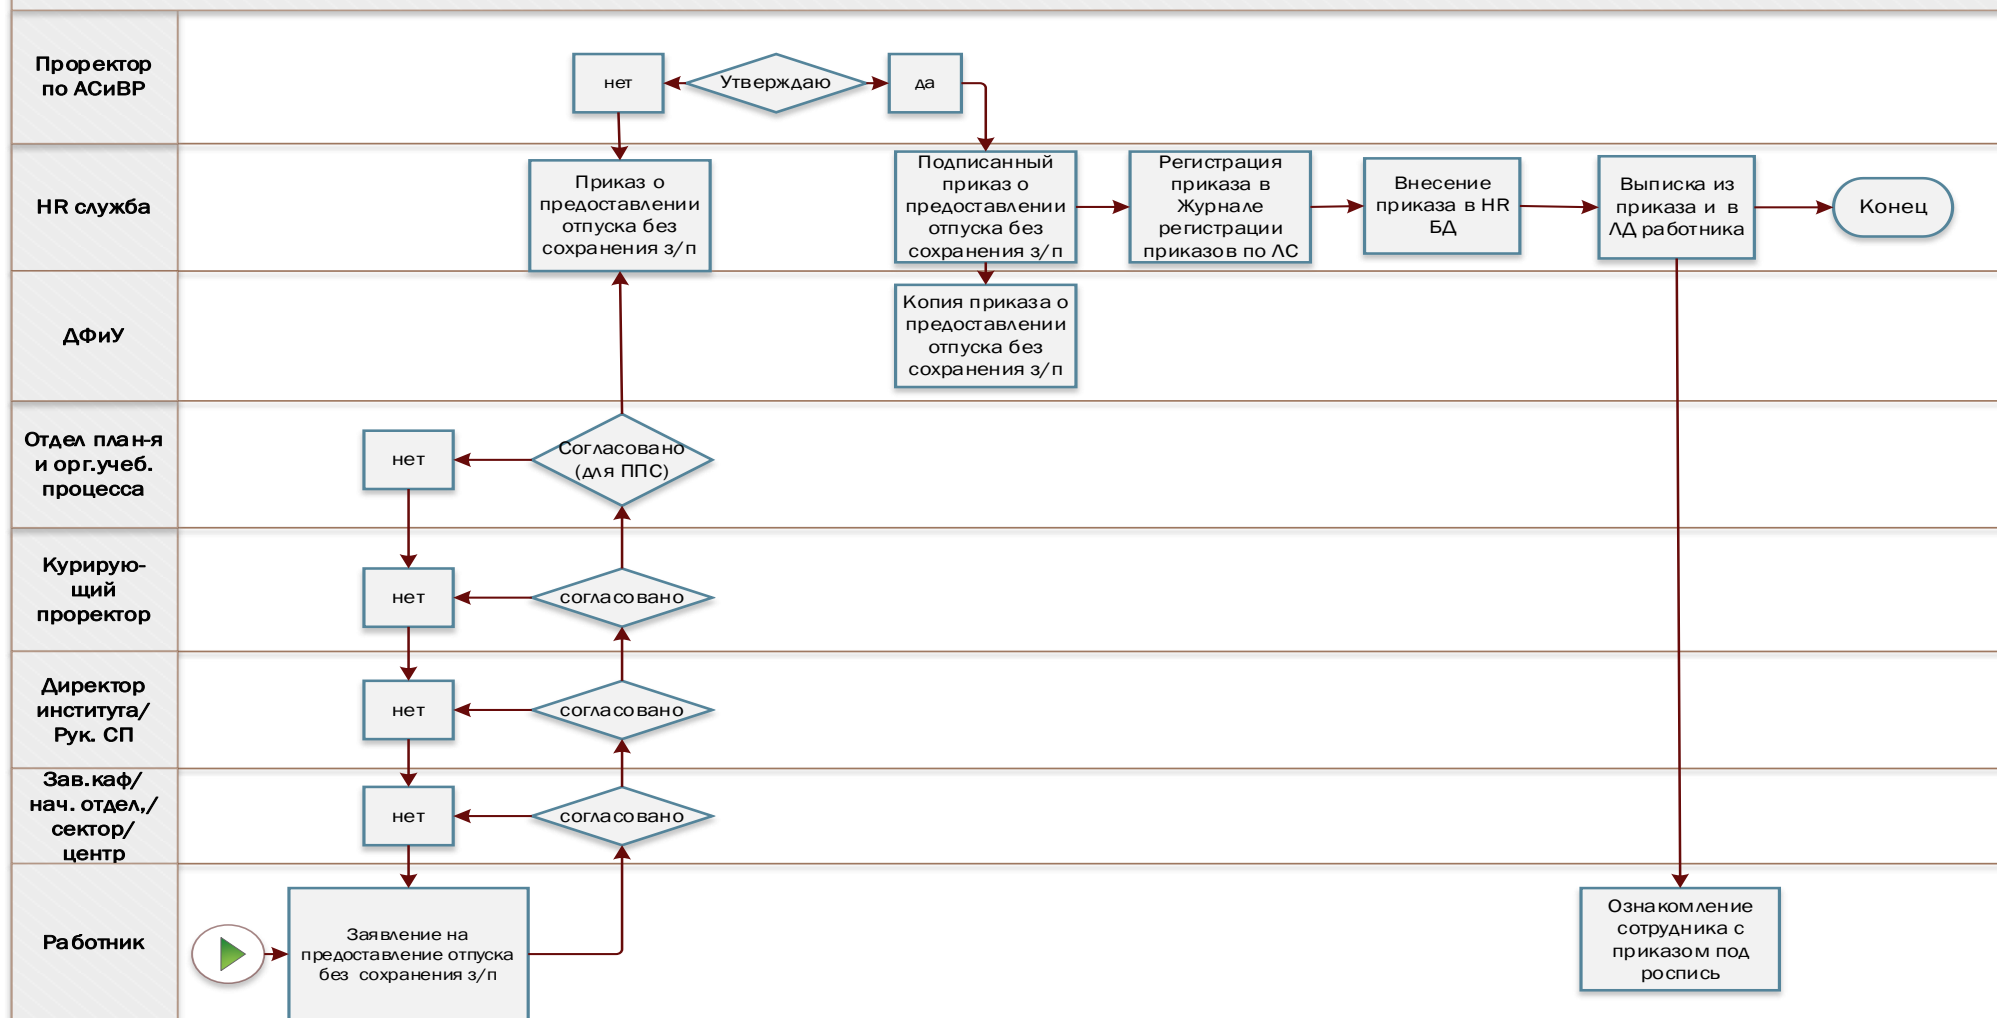 Проректор
по АСиВР
нет
Утверждаю
да
HR служба
Приказ о
предоставлении
отпуска без
сохранения з/п
Подписанный
приказ о
предоставлении
отпуска без
сохранения з/п
Регистрация
приказа в
Журнале
регистрации
приказов по ЛС
Внесение
приказа в HR
БД
Выписка из
приказа и в
ЛД работника
Конец
ДФиУ
Копия приказа о
предоставлении
отпуска без
сохранения з/п
Отдел план-я
и орг.учеб.
процесса
нет
Согласовано
(для ППС)
Курирую-
щий
проректор
нет
согласовано
Директор
института/
Рук. СП
нет
согласовано
Зав.каф/
нач. отдел,/
сектор/
центр
нет
согласовано
Работник
Заявление на
предоставление отпуска
без сохранения з/п
Ознакомление
сотрудника с
приказом под
роспись